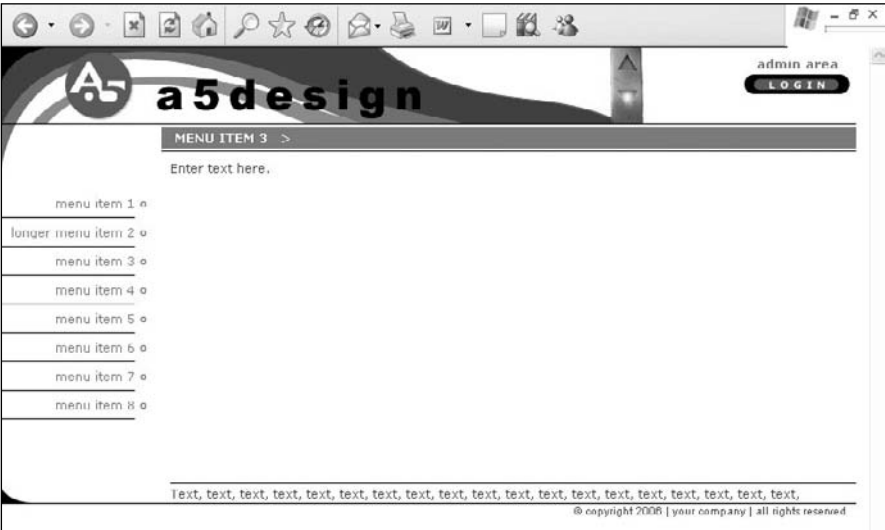 admin area
LOGIN
A5
a5design
MENU ITEM 3 >
Enter text here.
menu item 1
longer menu item 2
menu item 3
menu item 4
menu item 5
menu item 6
menu item 7
menu item 8
Text, text, text, text, text, text, text, text, text, text, text, text, text, text, text, text, text, text, text,
© copyright 2006 | your company | all rights reserved